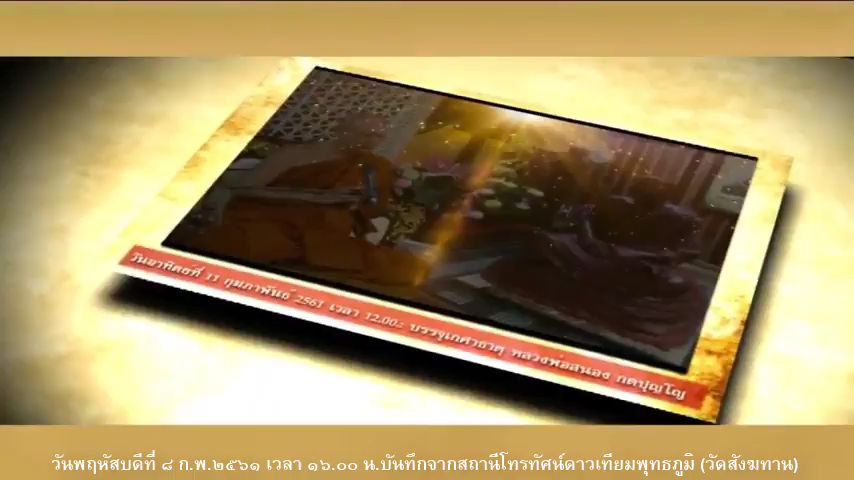 วันอาทิตย์ที่ 11 กุมภาพันธ์ 2561 เวลา 12.00น บรรจุเกศาธาตุ หลวงพ่อสนอง กตปุญโญ
วันพฤหัสบดีที่ ๘ ก.พ.๒๕๖๑ เวลา ๑๖.๐๐ น.บันทึกจากสถานีโทรทัศน์ดาวเทียมพุทธภูมิ (วัดสังฆทาน)